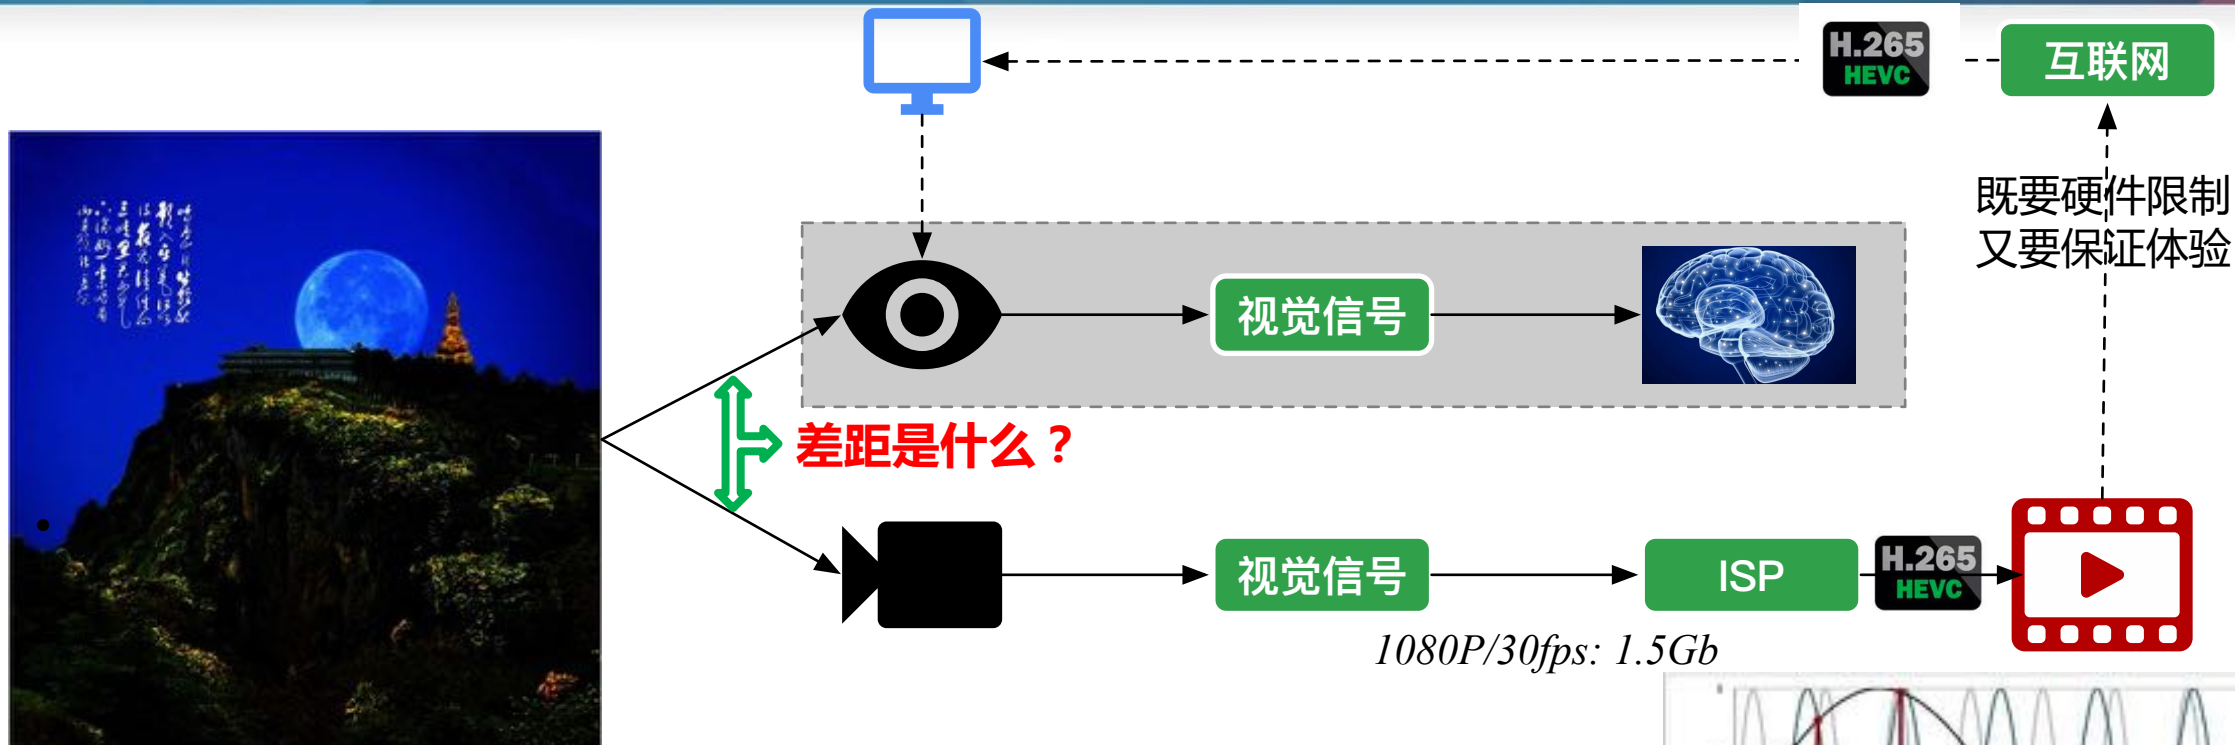 H.265
HEVC
互联网
既要硬件限制
又要保证体验
视觉信号
差距是什么？
视觉信号
ISP
H.265
HEVC
1080P/30fps: 1.5Gb